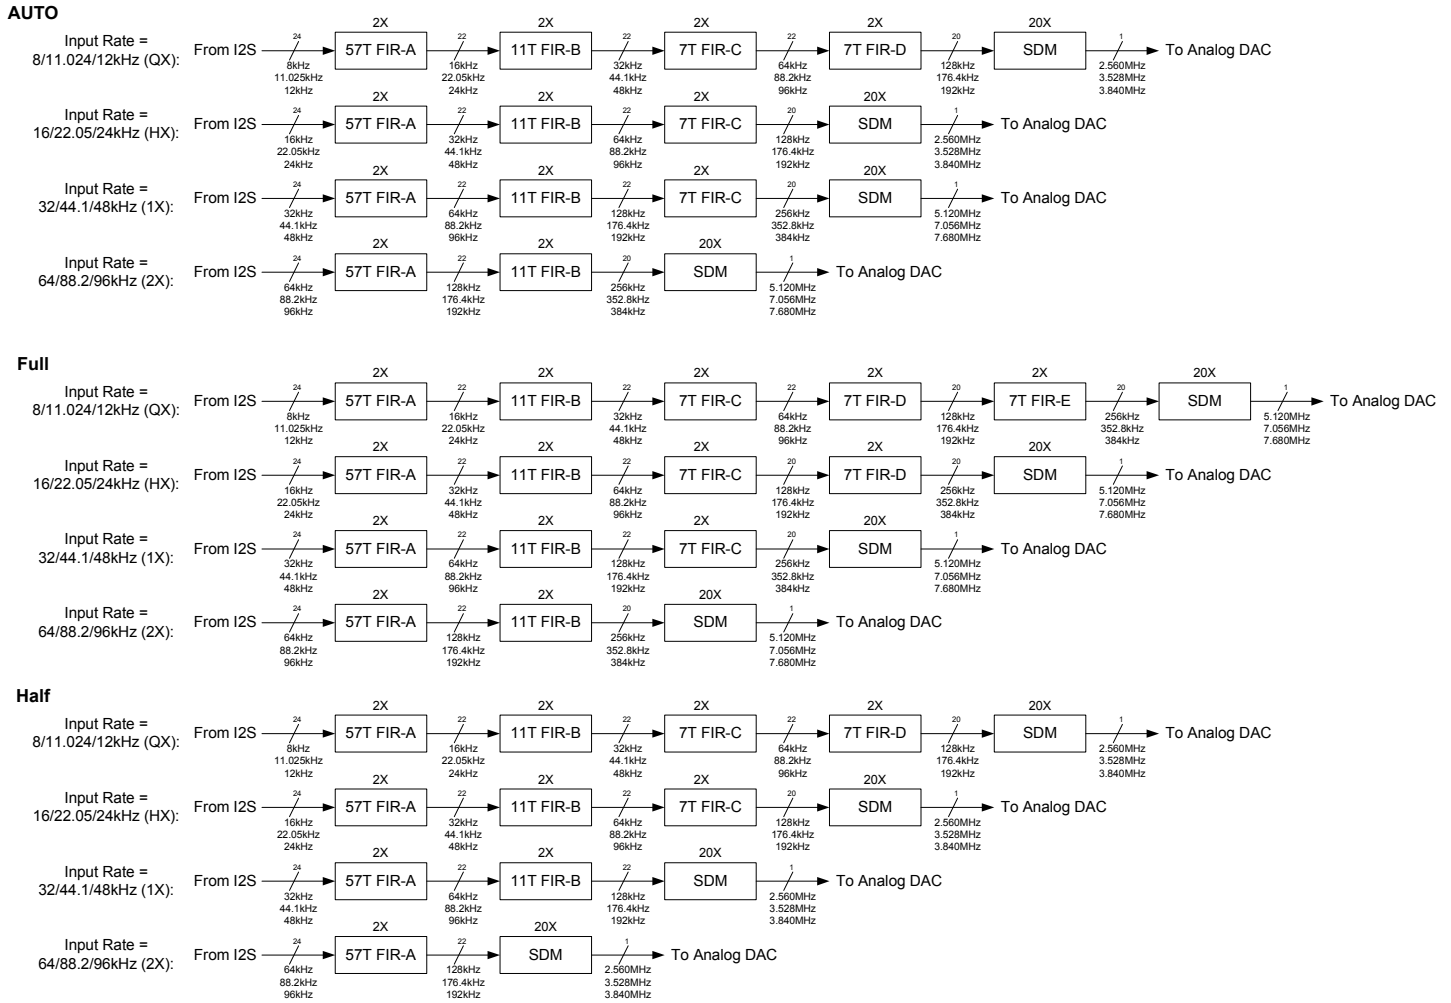 AUTO
2X 2X 2X 2X 20X
Input Rate =
8/11.024/12kHz (QX): From I2S 24 57T FIR-A 22 11T FIR-B 22 7T FIR-C 22 7T FIR-D 20 SDM 1 To Analog DAC
8kHz 16kHz 32kHz 64kHz 128kHz 2.560MHz
11.025kHz 22.05kHz 44.1kHz 88.2kHz 176.4kHz 3.528MHz
12kHz 24kHz 48kHz 96kHz 192kHz 3.840MHz
2X 2X 2X 20X
Input Rate =
16/22.05/24kHz (HX): From I2S 24 57T FIR-A 22 11T FIR-B 22 7T FIR-C 20 SDM 1 To Analog DAC
16kHz 32kHz 64kHz 128kHz 2.560MHz
22.05kHz 44.1kHz 88.2kHz 176.4kHz 3.528MHz
24kHz 48kHz 96kHz 192kHz 3.840MHz
2X 2X 2X 20X
Input Rate =
32/44.1/48kHz (1X): From I2S 24 57T FIR-A 22 11T FIR-B 22 7T FIR-C 20 SDM 1 To Analog DAC
32kHz 64kHz 128kHz 256kHz 5.120MHz
44.1kHz 88.2kHz 176.4kHz 352.8kHz 7.056MHz
48kHz 96kHz 192kHz 384kHz 7.680MHz
2X 2X 20X
Input Rate =
64/88.2/96kHz (2X): From I2S 24 57T FIR-A 22 11T FIR-B 20 SDM 1 To Analog DAC
64kHz 128kHz 256kHz 5.120MHz
88.2kHz 176.4kHz 352.8kHz 7.056MHz
96kHz 192kHz 384kHz 7.680MHz
Full
2X 2X 2X 2X 2X 20X
Input Rate =
8/11.024/12kHz (QX): From I2S 24 57T FIR-A 22 11T FIR-B 22 7T FIR-C 22 7T FIR-D 20 7T FIR-E 20 SDM 1 To Analog DAC
8kHz 16kHz 32kHz 64kHz 128kHz 256kHz 5.120MHz
11.025kHz 22.05kHz 44.1kHz 88.2kHz 176.4kHz 352.8kHz 7.056MHz
12kHz 24kHz 48kHz 96kHz 192kHz 384kHz 7.680MHz
2X 2X 2X 2X 20X
Input Rate =
16/22.05/24kHz (HX): From I2S 24 57T FIR-A 22 11T FIR-B 22 7T FIR-C 20 7T FIR-D 20 SDM 1 To Analog DAC
16kHz 32kHz 64kHz 128kHz 256kHz 5.120MHz
22.05kHz 44.1kHz 88.2kHz 176.4kHz 352.8kHz 7.056MHz
24kHz 48kHz 96kHz 192kHz 384kHz 7.680MHz
2X 2X 2X 20X
Input Rate =
32/44.1/48kHz (1X): From I2S 24 57T FIR-A 22 11T FIR-B 22 7T FIR-C 20 SDM 1 To Analog DAC
32kHz 64kHz 128kHz 256kHz 5.120MHz
44.1kHz 88.2kHz 176.4kHz 352.8kHz 7.056MHz
48kHz 96kHz 192kHz 384kHz 7.680MHz
2X 2X 20X
Input Rate =
64/88.2/96kHz (2X): From I2S 24 57T FIR-A 22 11T FIR-B 20 SDM 1 To Analog DAC
64kHz 128kHz 256kHz 5.120MHz
88.2kHz 176.4kHz 352.8kHz 7.056MHz
96kHz 192kHz 384kHz 7.680MHz
Half
2X 2X 2X 2X 20X
Input Rate =
8/11.024/12kHz (QX): From I2S 24 57T FIR-A 22 11T FIR-B 22 7T FIR-C 22 7T FIR-D 20 SDM 1 To Analog DAC
8kHz 16kHz 32kHz 64kHz 128kHz 2.560MHz
11.025kHz 22.05kHz 44.1kHz 88.2kHz 176.4kHz 3.528MHz
12kHz 24kHz 48kHz 96kHz 192kHz 3.840MHz
2X 2X 2X 20X
Input Rate =
16/22.05/24kHz (HX): From I2S 24 57T FIR-A 22 11T FIR-B 22 7T FIR-C 20 SDM 1 To Analog DAC
16kHz 32kHz 64kHz 128kHz 2.560MHz
22.05kHz 44.1kHz 88.2kHz 176.4kHz 3.528MHz
24kHz 48kHz 96kHz 192kHz 3.840MHz
2X 2X 20X
Input Rate =
32/44.1/48kHz (1X): From I2S 24 57T FIR-A 22 11T FIR-B 22 SDM 1 To Analog DAC
32kHz 64kHz 128kHz 2.560MHz
44.1kHz 88.2kHz 176.4kHz 3.528MHz
48kHz 96kHz 192kHz 3.840MHz
2X 20X
Input Rate =
64/88.2/96kHz (2X): From I2S 24 57T FIR-A 22 SDM 1 To Analog DAC
64kHz 128kHz 2.560MHz
88.2kHz 176.4kHz 3.528MHz
96kHz 192kHz 3.840MHz